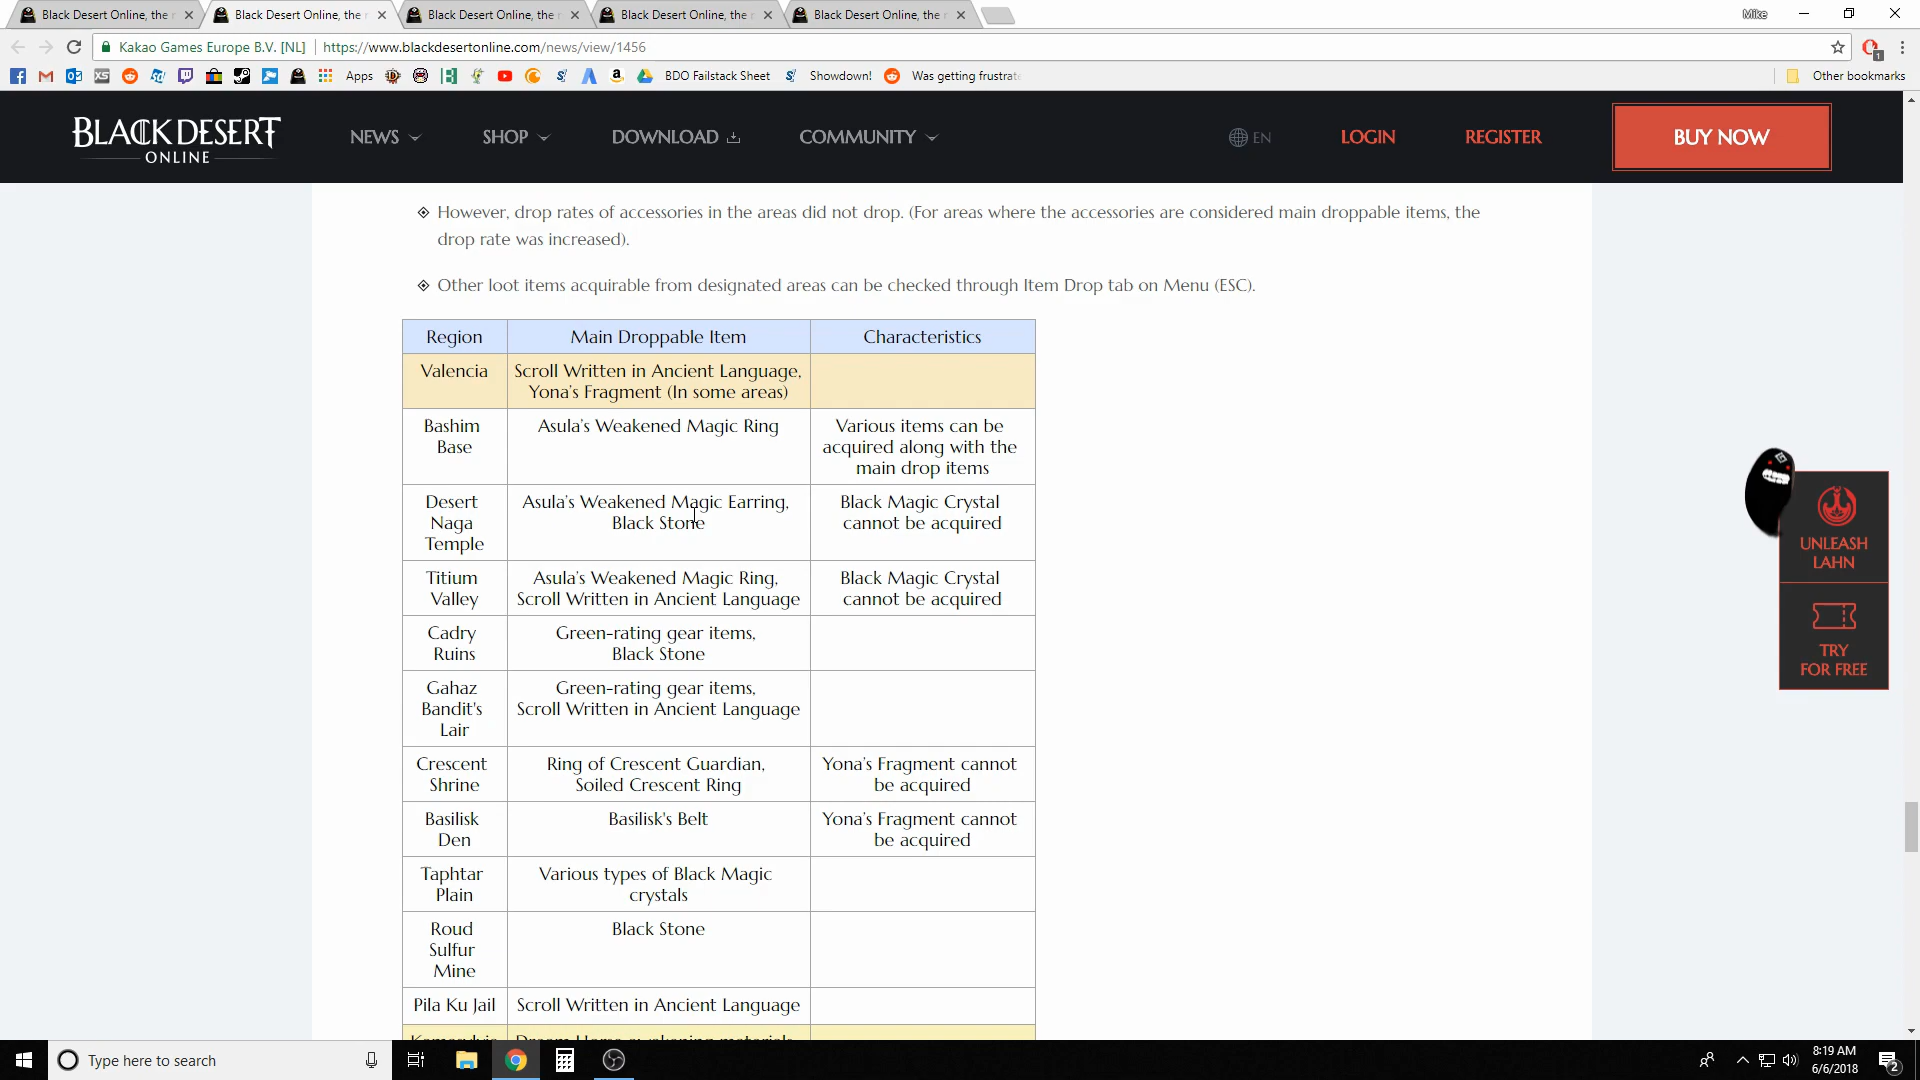 Black Desert Online, the
Black Desert Online, the
Black Desert Online, the
Black Desert Online, the
Black Desert Online, the
Mike
Kakao Games Europe B.V. [NL]
https://www.blackdesertonline.com/news/view/1456
Apps
BDO Failstack Sheet
Showdown!
Was getting frustrat
Other bookmarks
BLACK DESERT
ONLINE
NEWS
SHOP
DOWNLOAD
COMMUNITY
EN
LOGIN
REGISTER
BUY NOW
However, drop rates of accessories in the areas did not drop. (For areas where the accessories are considered main droppable items, the
drop rate was increased).
Other loot items acquirable from designated areas can be checked through Item Drop tab on Menu (ESC).
Region
Main Droppable Item
Characteristics
Valencia
Scroll Written in Ancient Language,
Yona's Fragment (In some areas)
Bashim
Base
Asula's Weakened Magic Ring
Various items can be
acquired along with the
main drop items
Desert
Naga
Temple
Asula's Weakened Magic Earring,
Black Stone
Black Magic Crystal
cannot be acquired
Titium
Valley
Asula's Weakened Magic Ring,
Scroll Written in Ancient Language
Black Magic Crystal
cannot be acquired
Cadry
Ruins
Green-rating gear items,
Black Stone
Gahaz
Bandit's
Lair
Green-rating gear items,
Scroll Written in Ancient Language
Crescent
Shrine
Ring of Crescent Guardian,
Soiled Crescent Ring
Yona's Fragment cannot
be acquired
Basilisk
Den
Basilisk's Belt
Yona's Fragment cannot
be acquired
Taphtar
Plain
Various types of Black Magic
crystals
Roud
Sulfur
Mine
Black Stone
Pila Ku Jail
Scroll Written in Ancient Language
UNLEASH
LAHN
TRY
FOR FREE
Type here to search
8:19 AM
6/6/2018
2